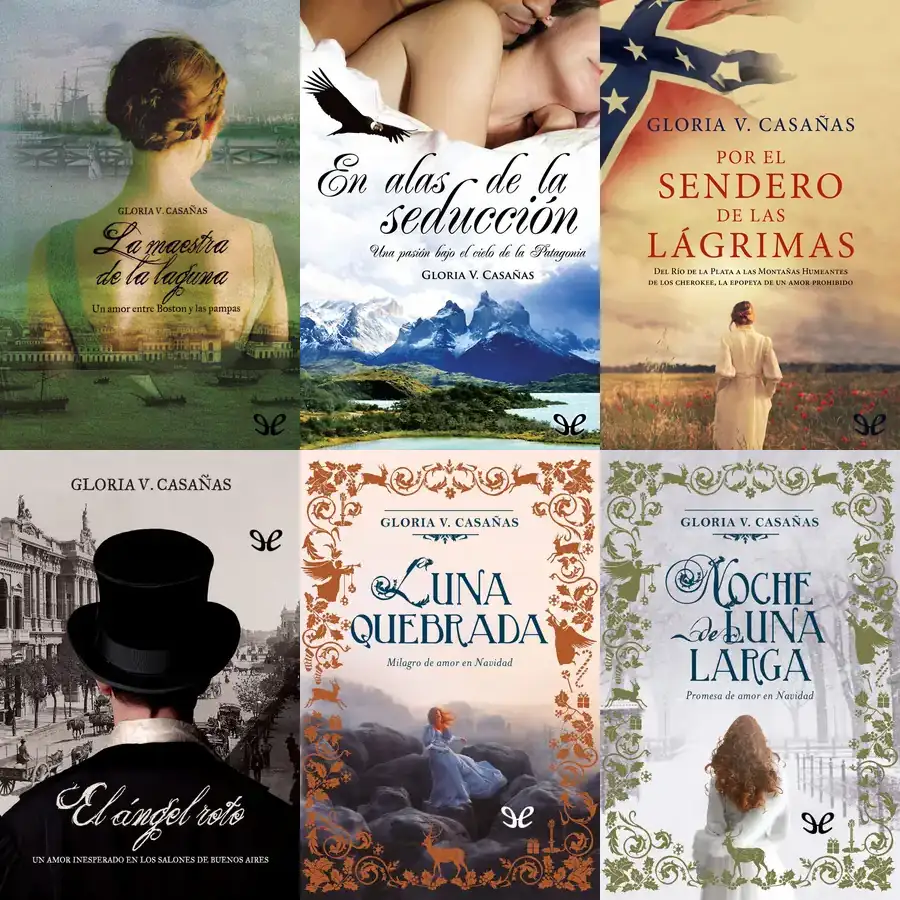 GLORIA V. CASAÑAS
La maestra
de la laguna
Un amor entre Boston y las pampas
En alas de la
seducción
Una pasión bajo el cielo de la Patagonia
GLORIA V. CASAÑAS
GLORIA V. CASAÑAS
POR EL
SENDERO
DE LAS
LÁGRIMAS
DEL RÍO DE LA PLATA A LAS MONTAÑAS HUMEANTES
DE LOS CHEROKEE, LA EPOPEYA DE UN AMOR PROHIBIDO
GLORIA V. CASAÑAS
El ángel roto
UN AMOR INESPERADO EN LOS SALONES DE BUENOS AIRES
GLORIA V. CASAÑAS
LUNA
QUEBRADA
Milagro de amor en Navidad
GLORIA V. CASAÑAS
NOCHE
de LUNA
LARGA
Promesa de amor en Navidad